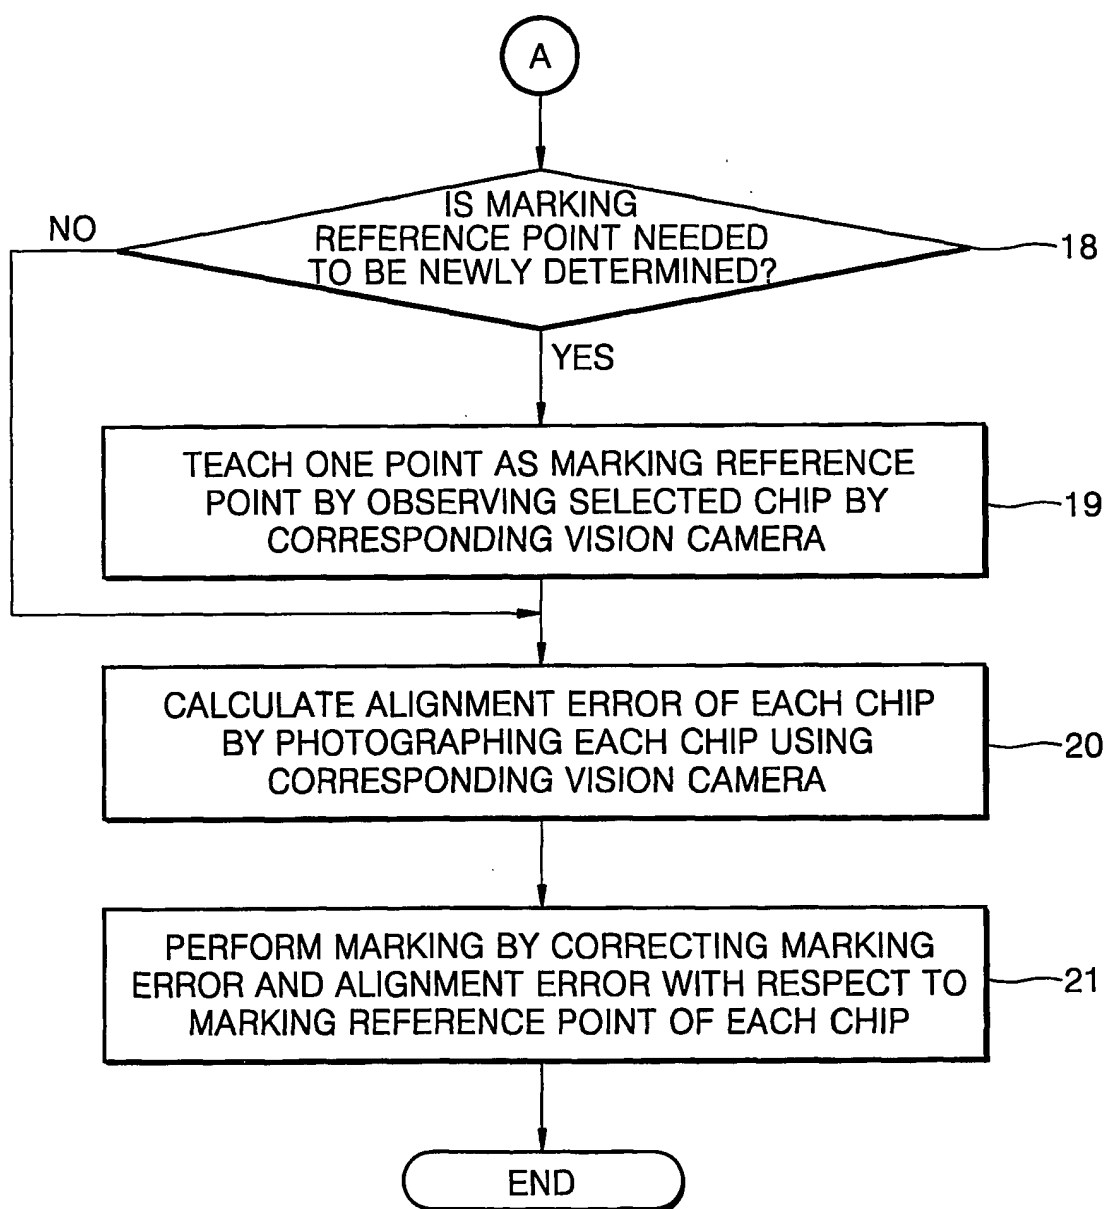 A
IS MARKING
REFERENCE POINT NEEDED
TO BE NEWLY DETERMINED?
NO
18
YES
TEACH ONE POINT AS MARKING REFERENCE
POINT BY OBSERVING SELECTED CHIP BY
CORRESPONDING VISION CAMERA
19
CALCULATE ALIGNMENT ERROR OF EACH CHIP
BY PHOTOGRAPHING EACH CHIP USING
CORRESPONDING VISION CAMERA
20
PERFORM MARKING BY CORRECTING MARKING
ERROR AND ALIGNMENT ERROR WITH RESPECT TO
MARKING REFERENCE POINT OF EACH CHIP
21
END